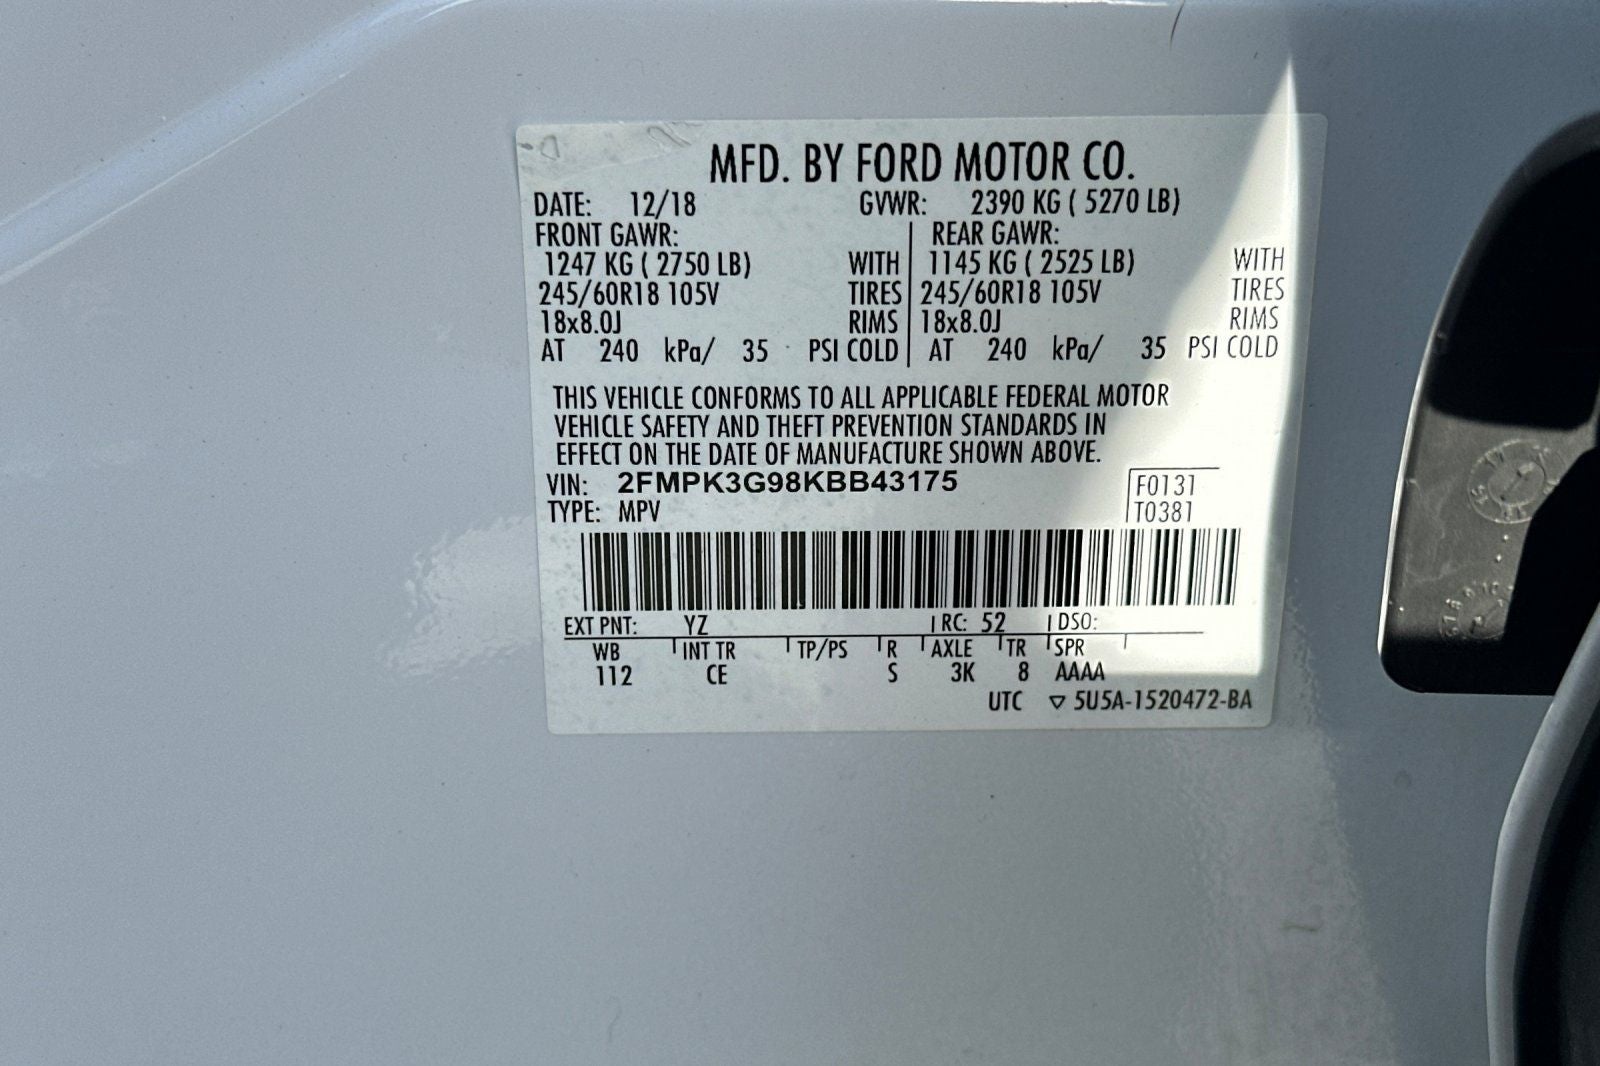 MFD. BY FORD MOTOR CO.
DATE: 12/18 GVWR: 2390 KG ( 5270 LB)
FRONT GAWR: REAR GAWR:
1247 KG ( 2750 LB) WITH 1145 KG ( 2525 LB) WITH
245/60R18 105V TIRES 245/60R18 105V TIRES
18x8.0J RIMS 18x8.0J RIMS
AT 240 kPa/ 35 PSI COLD AT 240 kPa/ 35 PSI COLD
THIS VEHICLE CONFORMS TO ALL APPLICABLE FEDERAL MOTOR
VEHICLE SAFETY AND THEFT PREVENTION STANDARDS IN
EFFECT ON THE DATE OF MANUFACTURE SHOWN ABOVE.
VIN: 2FMPK3G98KBB43175 F0131
TYPE: MPV T0381
EXT PNT: YZ RC: 52 DSO:
WB INT TR TP/PS R AXLE TR SPR
112 CE S 3K 8 AAAA
UTC ▽ 5U5A-1520472-BA